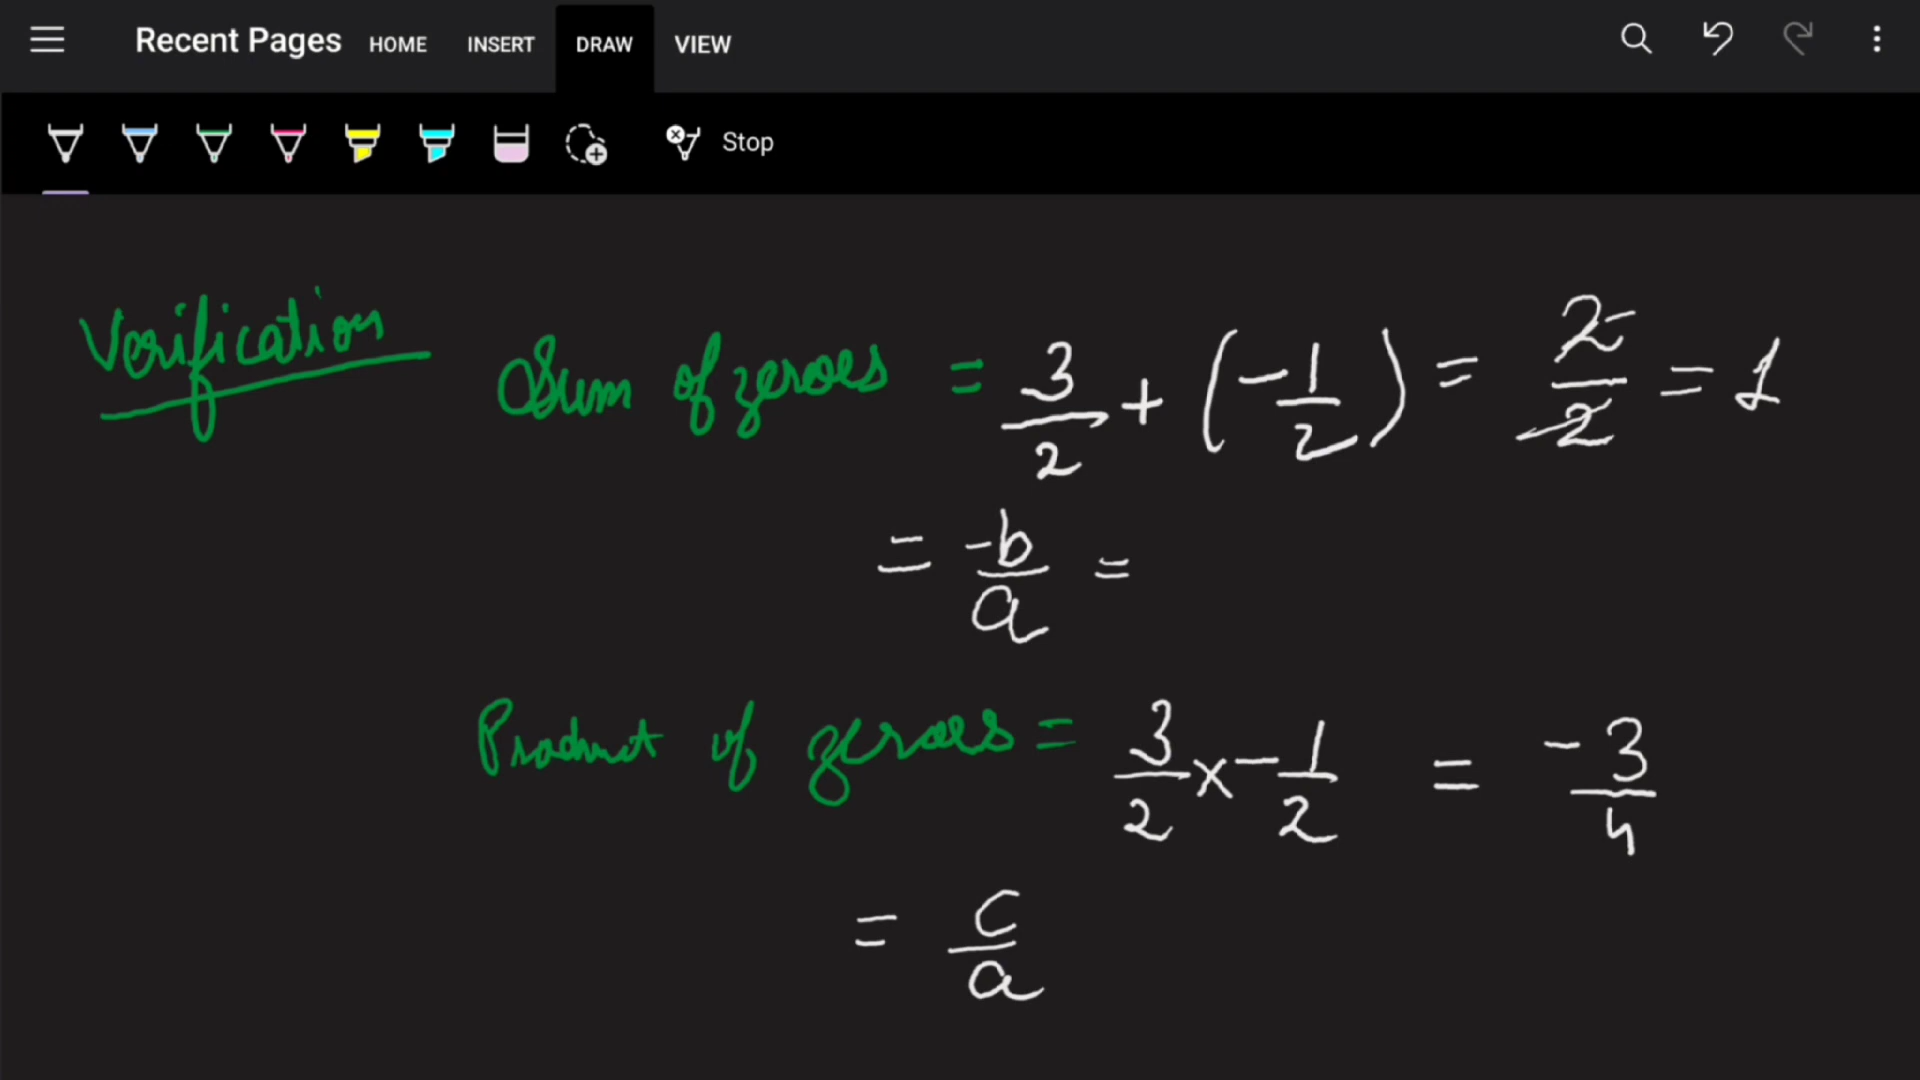 Recent Pages HOME INSERT DRAW VIEW
Stop
Verification
Sum of zeroes = 3/2 + (-1/2) = 2/2 = 1
= -b/a =
Product of zeroes = 3/2 x -1/2 = -3/4
= c/a